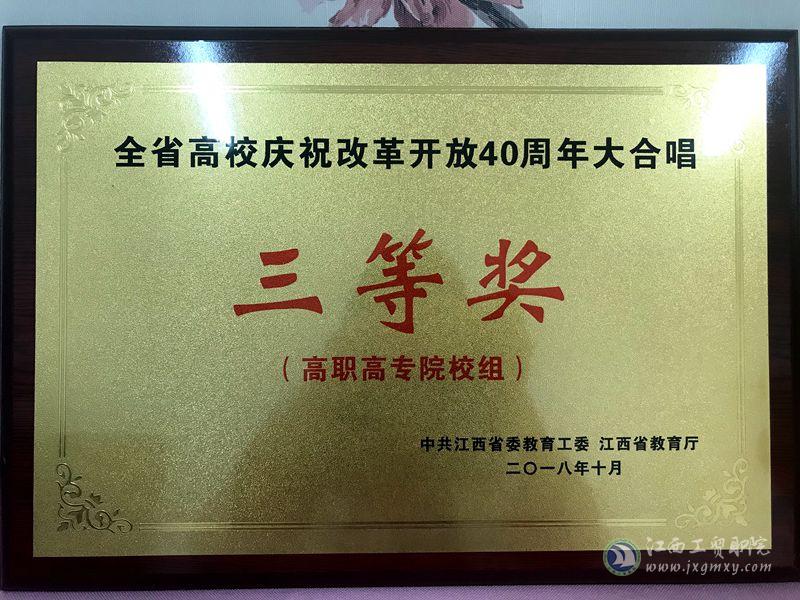 全省高校庆祝改革开放40周年大合唱
三等奖
（高职高专院校组）
中共江西省委教育工委 江西省教育厅
二〇一八年十月
江西工贸职院
www.jxgmxy.com